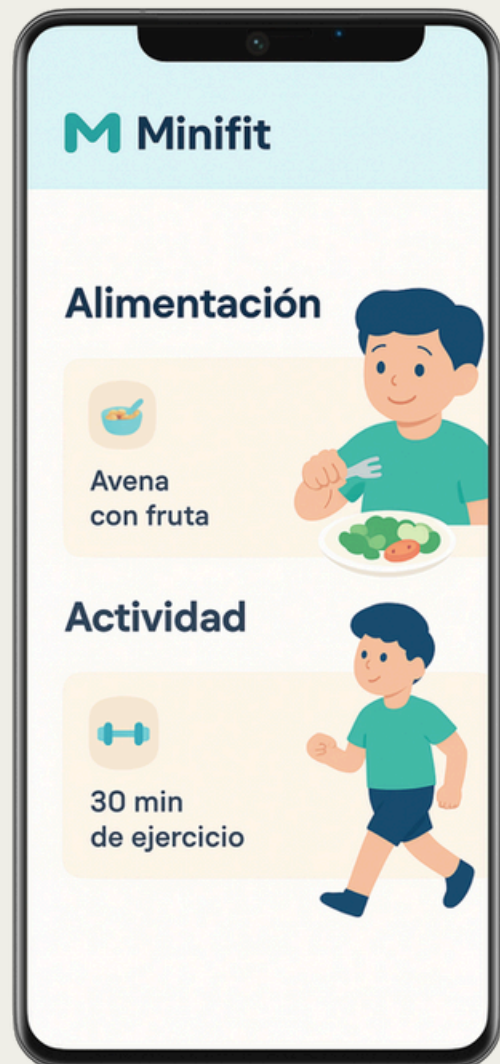 M Minifit
Alimentación
Avena
con fruta
Actividad
30 min
de ejercicio